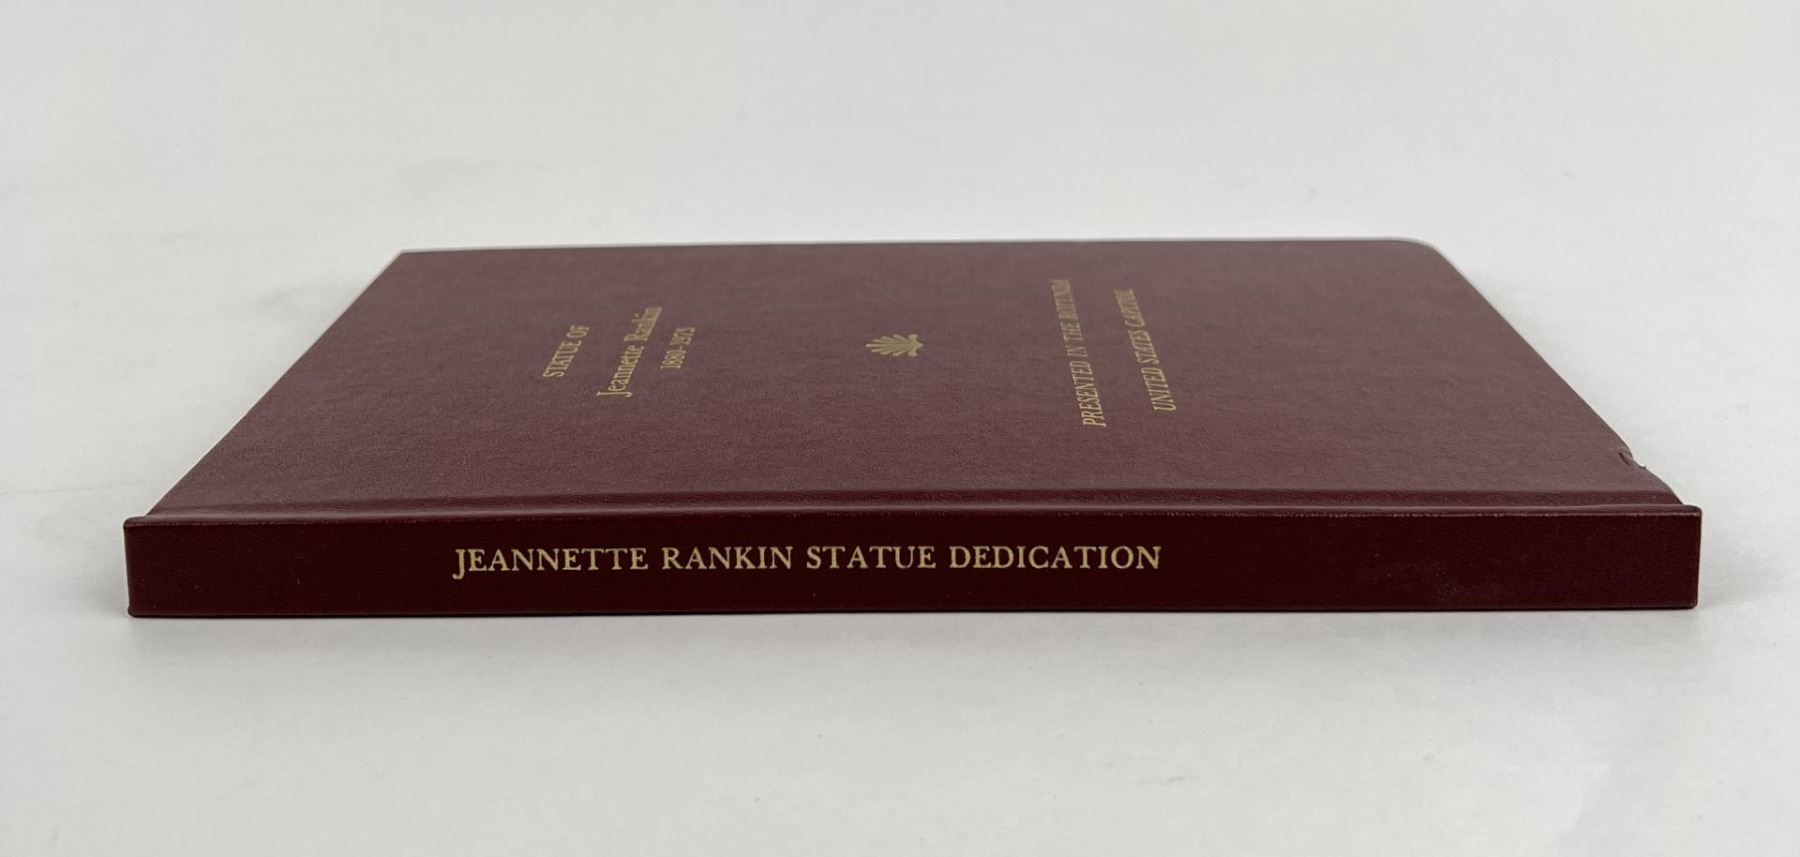 STATUE OF
Jeannette Rankin
1880–1973
PRESENTED IN THE ROTUNDA
UNITED STATES CAPITOL
JEANNETTE RANKIN STATUE DEDICATION